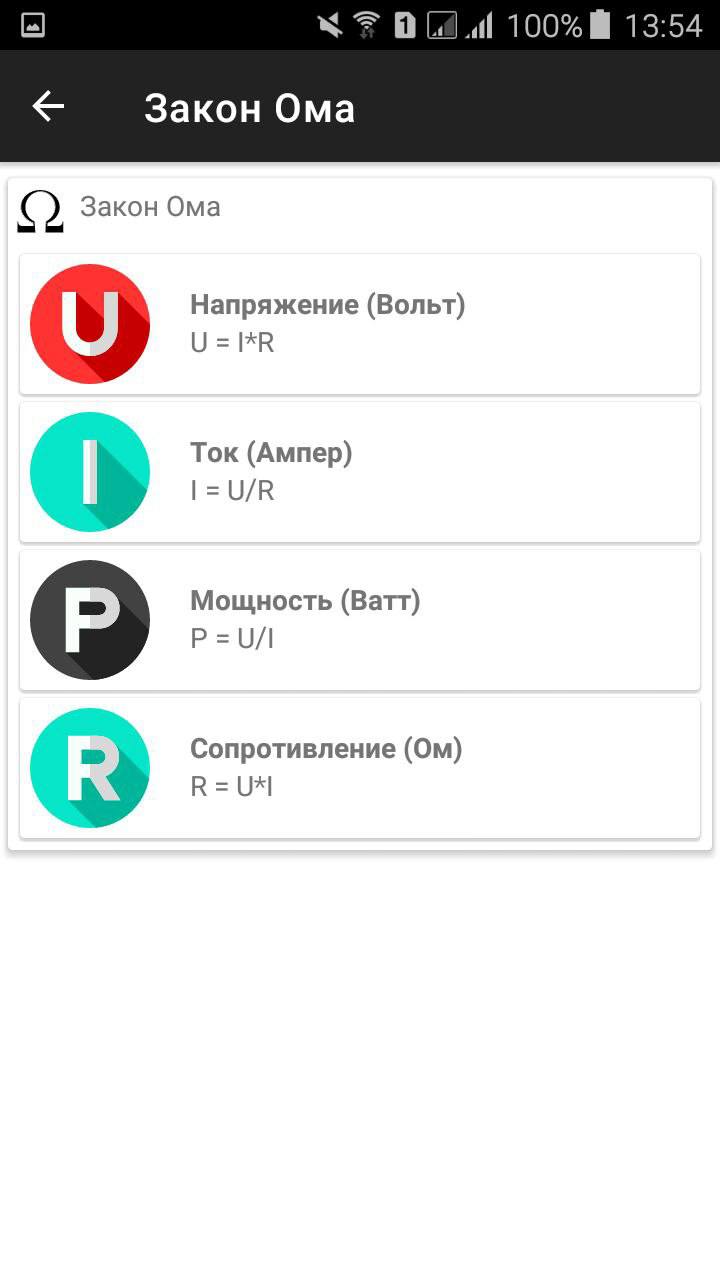 1 100% 13:54
Закон Ома
Ω Закон Ома
U
Напряжение (Вольт)
U = I*R
I
Ток (Ампер)
I = U/R
P
Мощность (Ватт)
P = U/I
R
Сопротивление (Ом)
R = U*I